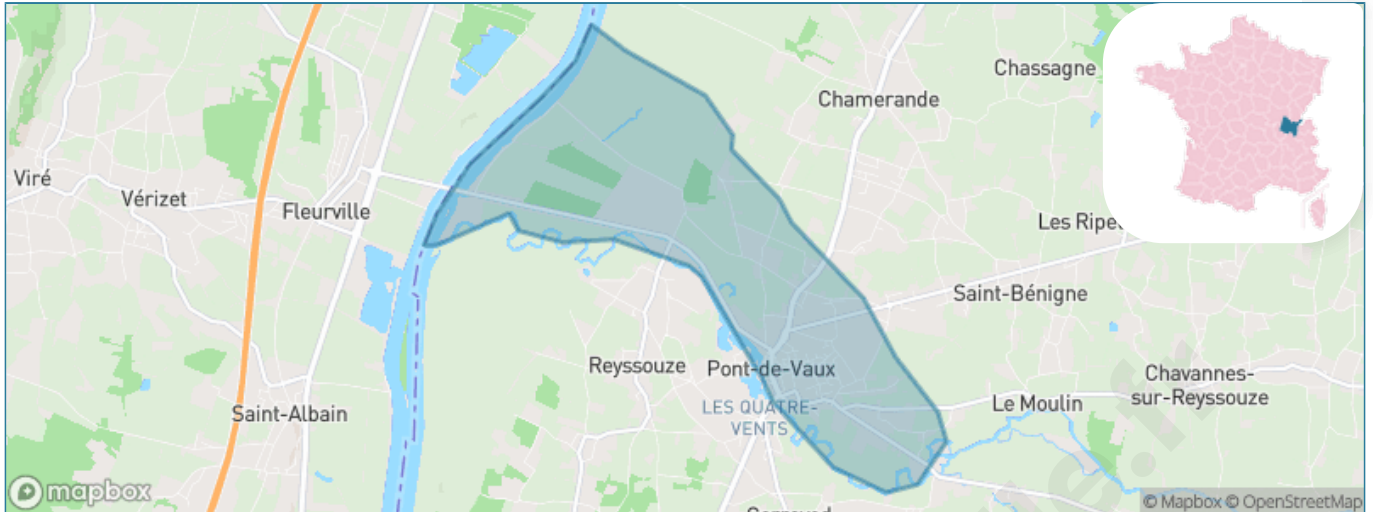 Chassagne
Chamerande
Viré
Vérizet
Fleurville
Les Ripe
Saint-Bénigne
Reyssouze
Pont-de-Vaux
Chavannes-
sur-Reyssouze
Saint-Albain
LES QUATRE-
VENTS
Le Moulin
mapbox
© Mapbox © OpenStreetMap